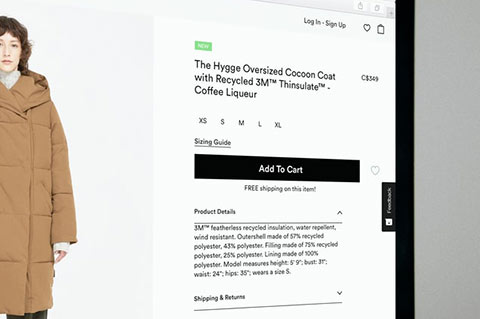 Log In · Sign Up
NEW
The Hygge Oversized Cocoon Coat
with Recycled 3M™ Thinsulate™ -
Coffee Liqueur
C$349
XS S M L XL
Sizing Guide
Add To Cart
FREE shipping on this item!
Feedback
Product Details
3M™ featherless recycled insulation, water repellent,
wind resistant. Outershell made of 57% recycled
polyester, 43% polyester. Filling made of 75% recycled
polyester, 25% polyester. Lining made of 100%
polyester. Model measures height: 5' 9"; bust: 31";
waist: 24"; hips: 35"; wears a size S.
Shipping & Returns